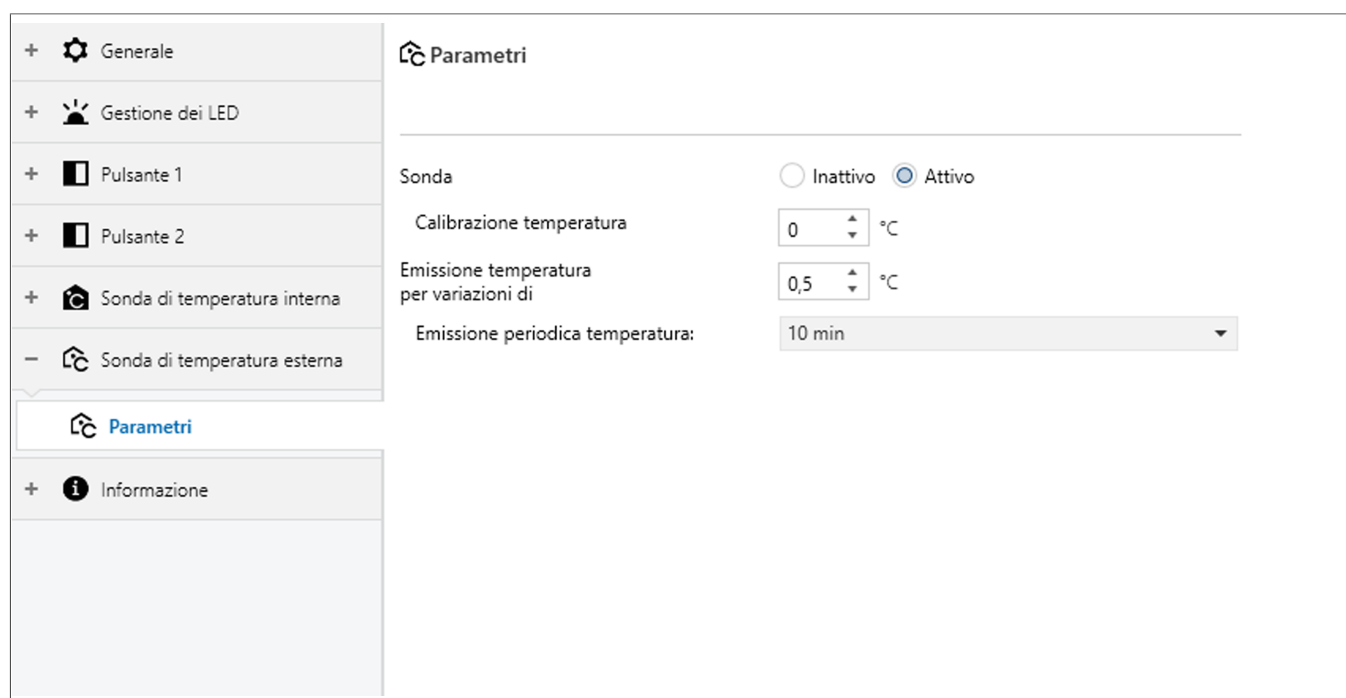 Generale
Gestione dei LED
Pulsante 1
Pulsante 2
Sonda di temperatura interna
Sonda di temperatura esterna
Parametri
Informazione
Parametri
Sonda Inattivo Attivo
Calibrazione temperatura 0 °C
Emissione temperatura
per variazioni di 0,5 °C
Emissione periodica temperatura: 10 min